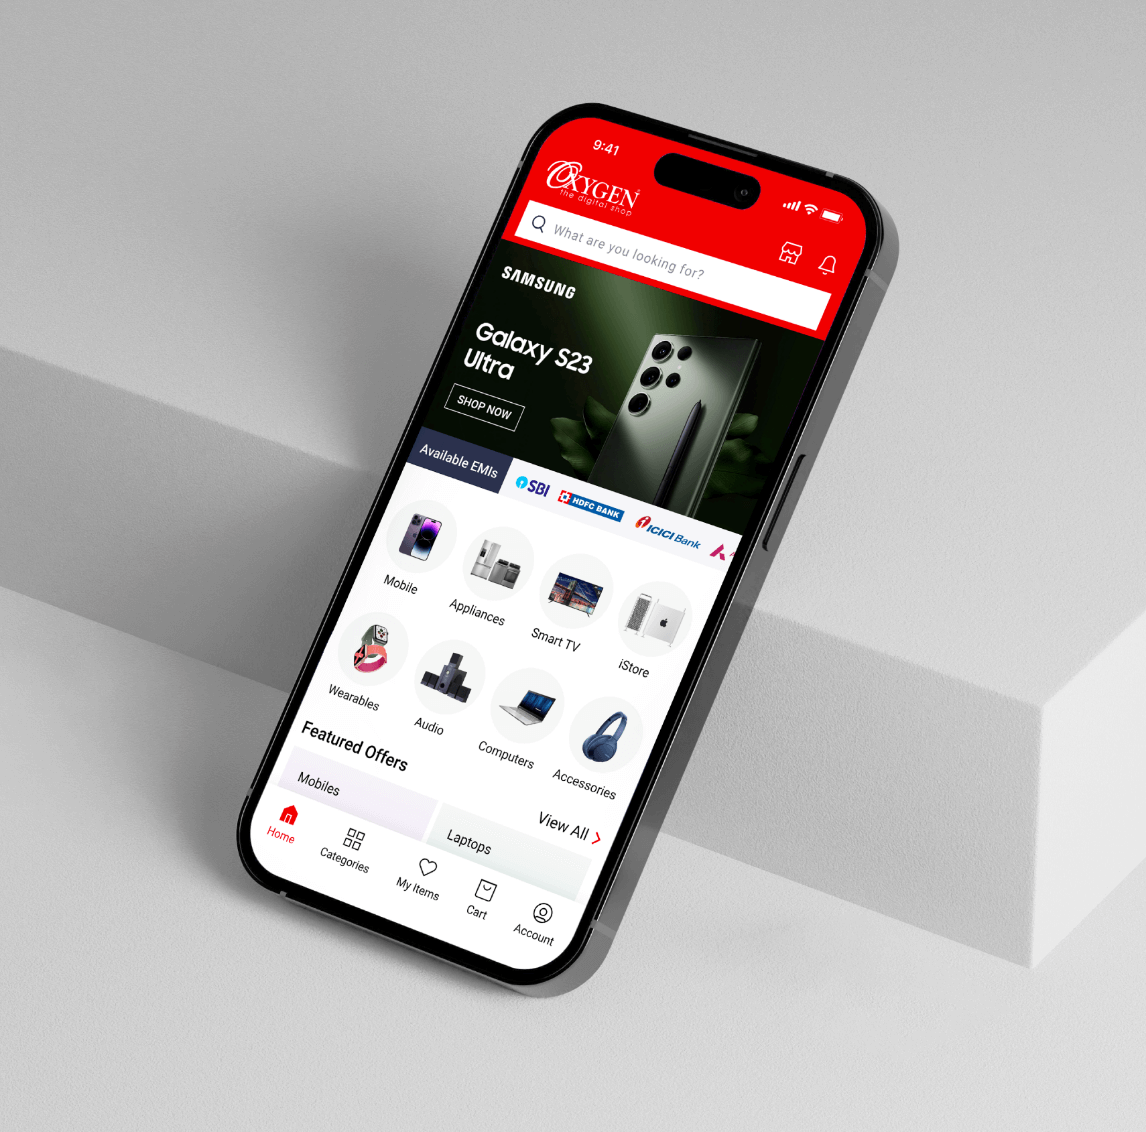 9:41
OXYGEN
the digital shop
What are you looking for?
SAMSUNG
Galaxy S23
Ultra
SHOP NOW
Available EMIs
SBI
HDFC BANK
ICICI Bank
Mobile
Appliances
Smart TV
iStore
Wearables
Audio
Computers
Accessories
Featured Offers
View All
Mobiles
Laptops
Home
Categories
My Items
Cart
Account